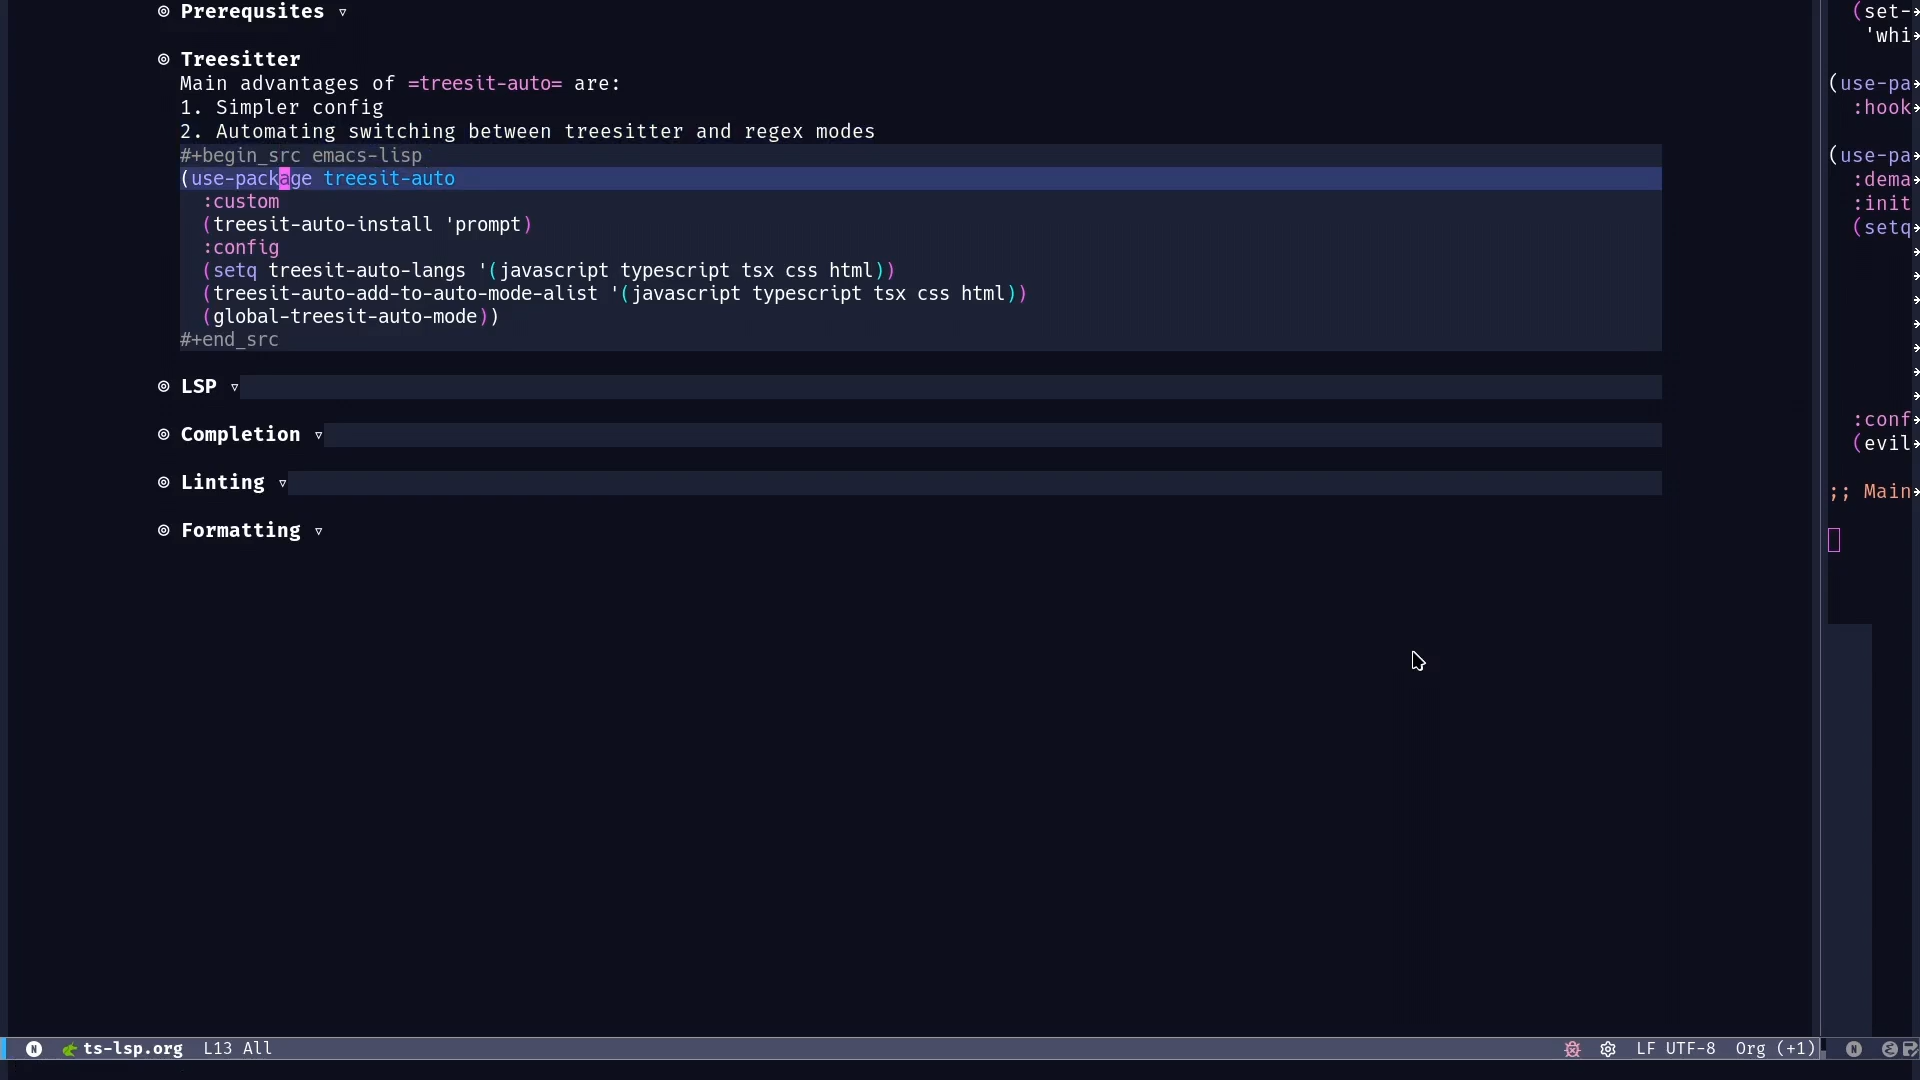 Prerequsites ▿
Treesitter
Main advantages of =treesit-auto= are:
1. Simpler config
2. Automating switching between treesitter and regex modes
#+begin_src emacs-lisp
(use-package treesit-auto
:custom
(treesit-auto-install 'prompt)
:config
(setq treesit-auto-langs '(javascript typescript tsx css html))
(treesit-auto-add-to-auto-mode-alist '(javascript typescript tsx css html))
(global-treesit-auto-mode))
#+end_src
LSP ▿
Completion ▿
Linting ▿
Formatting ▿
N ts-lsp.org L13 All
LF UTF-8 Org (+1)
(set-
'whi
(use-pa
:hook
(use-pa
:dema
:init
(setq
:conf
(evil
;; Main
N